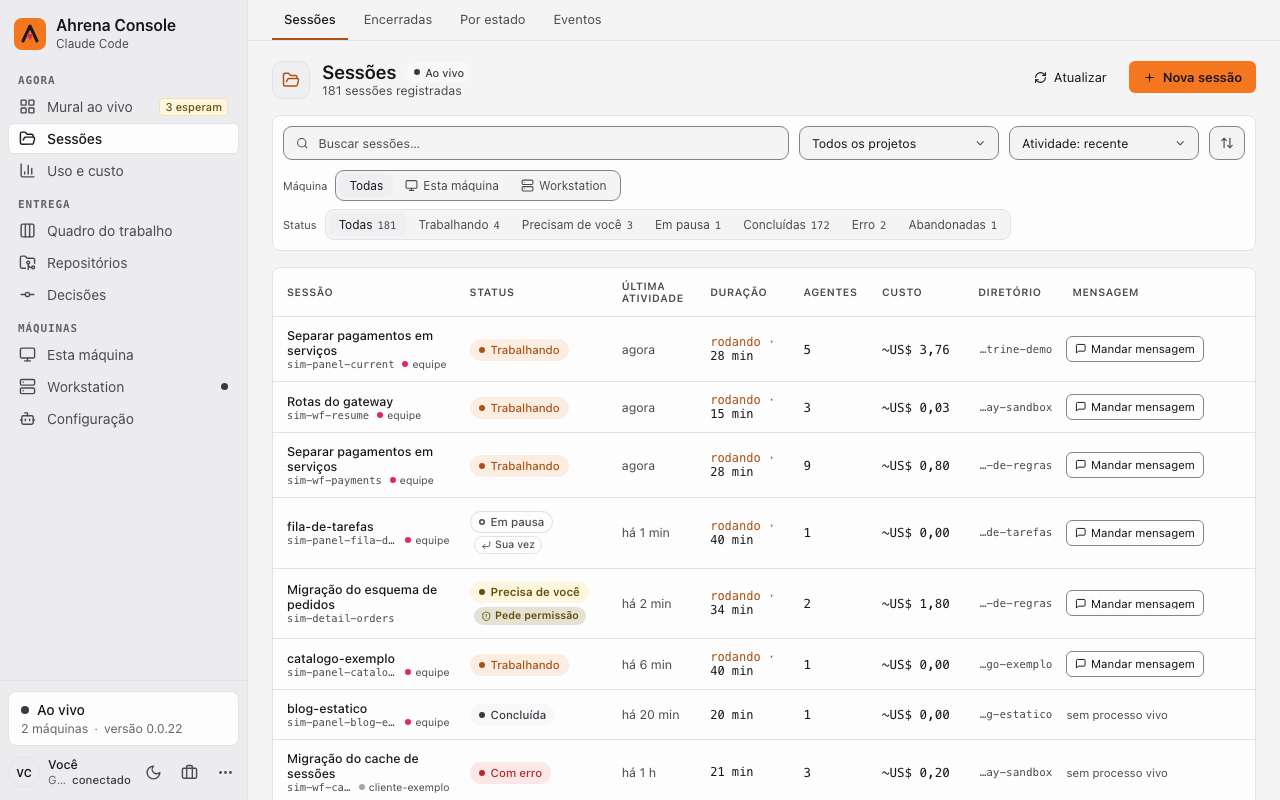 Ahrena Console
Claude Code
AGORA
Mural ao vivo
3 esperam
Sessões
Uso e custo
ENTREGA
Quadro do trabalho
Repositórios
Decisões
MÁQUINAS
Esta máquina
Workstation
Configuração
Ao vivo
2 máquinas · versão 0.0.22
VC
Você
G… conectado
Sessões Encerradas Por estado Eventos
Sessões
Ao vivo
181 sessões registradas
Atualizar
Nova sessão
Buscar sessões…
Todos os projetos
Atividade: recente
Máquina Todas Esta máquina Workstation
Status Todas 181 Trabalhando 4 Precisam de você 3 Em pausa 1 Concluídas 172 Erro 2 Abandonadas 1
SESSÃO STATUS ÚLTIMA ATIVIDADE DURAÇÃO AGENTES CUSTO DIRETÓRIO MENSAGEM
Separar pagamentos em serviços
sim-panel-current equipe
Trabalhando
agora
rodando · 28 min
5
~US$ 3,76
…trine-demo
Mandar mensagem
Rotas do gateway
sim-wf-resume equipe
Trabalhando
agora
rodando · 15 min
3
~US$ 0,03
…ay-sandbox
Mandar mensagem
Separar pagamentos em serviços
sim-wf-payments equipe
Trabalhando
agora
rodando · 28 min
9
~US$ 0,80
…-de-regras
Mandar mensagem
fila-de-tarefas
sim-panel-fila-d… equipe
Em pausa
Sua vez
há 1 min
rodando · 40 min
1
~US$ 0,00
…de-tarefas
Mandar mensagem
Migração do esquema de pedidos
sim-detail-orders
Precisa de você
Pede permissão
há 2 min
rodando · 34 min
2
~US$ 1,80
…-de-regras
Mandar mensagem
catalogo-exemplo
sim-panel-catalo… equipe
Trabalhando
há 6 min
rodando · 40 min
1
~US$ 0,00
…go-exemplo
Mandar mensagem
blog-estatico
sim-panel-blog-e… equipe
Concluída
há 20 min
20 min
1
~US$ 0,00
…g-estatico
sem processo vivo
Migração do cache de sessões
sim-wf-ca… cliente-exemplo
Com erro
há 1 h
21 min
3
~US$ 0,20
…ay-sandbox
sem processo vivo